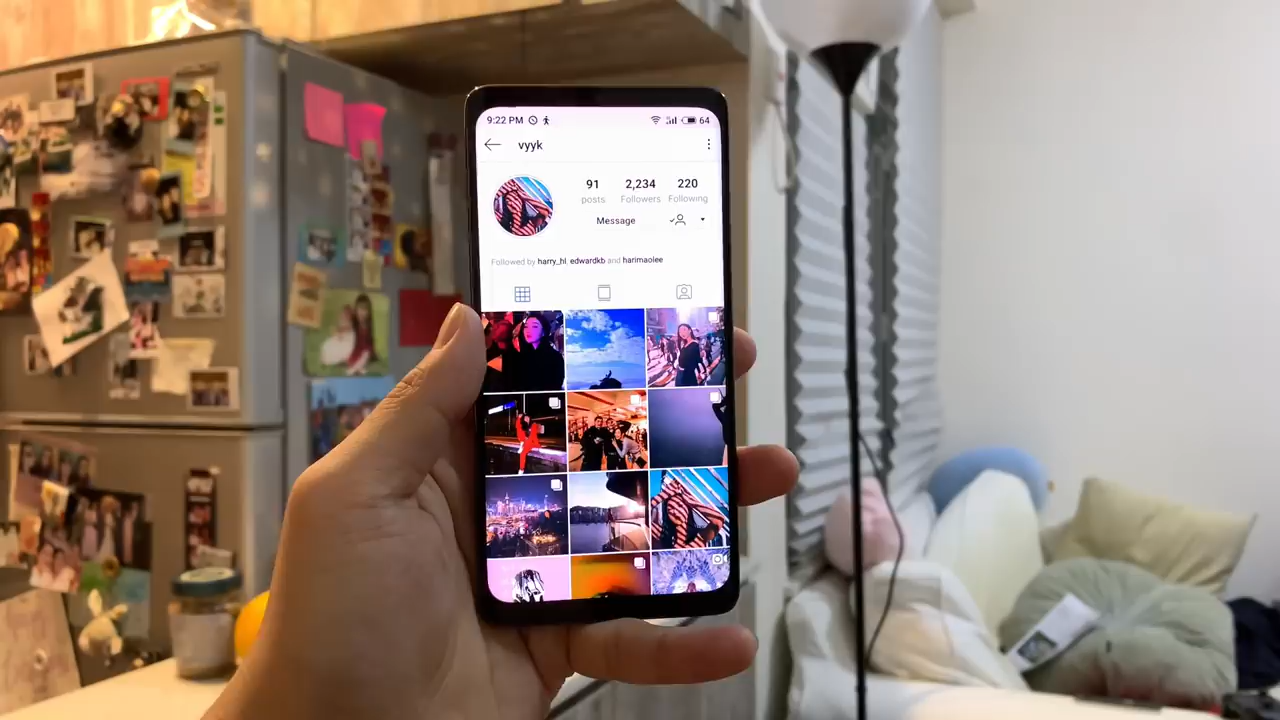 9:22 PM 64
vyyk
91 2,234 220
posts Followers Following
Message
Followed by harry_hl, edwardkb and harimaolee